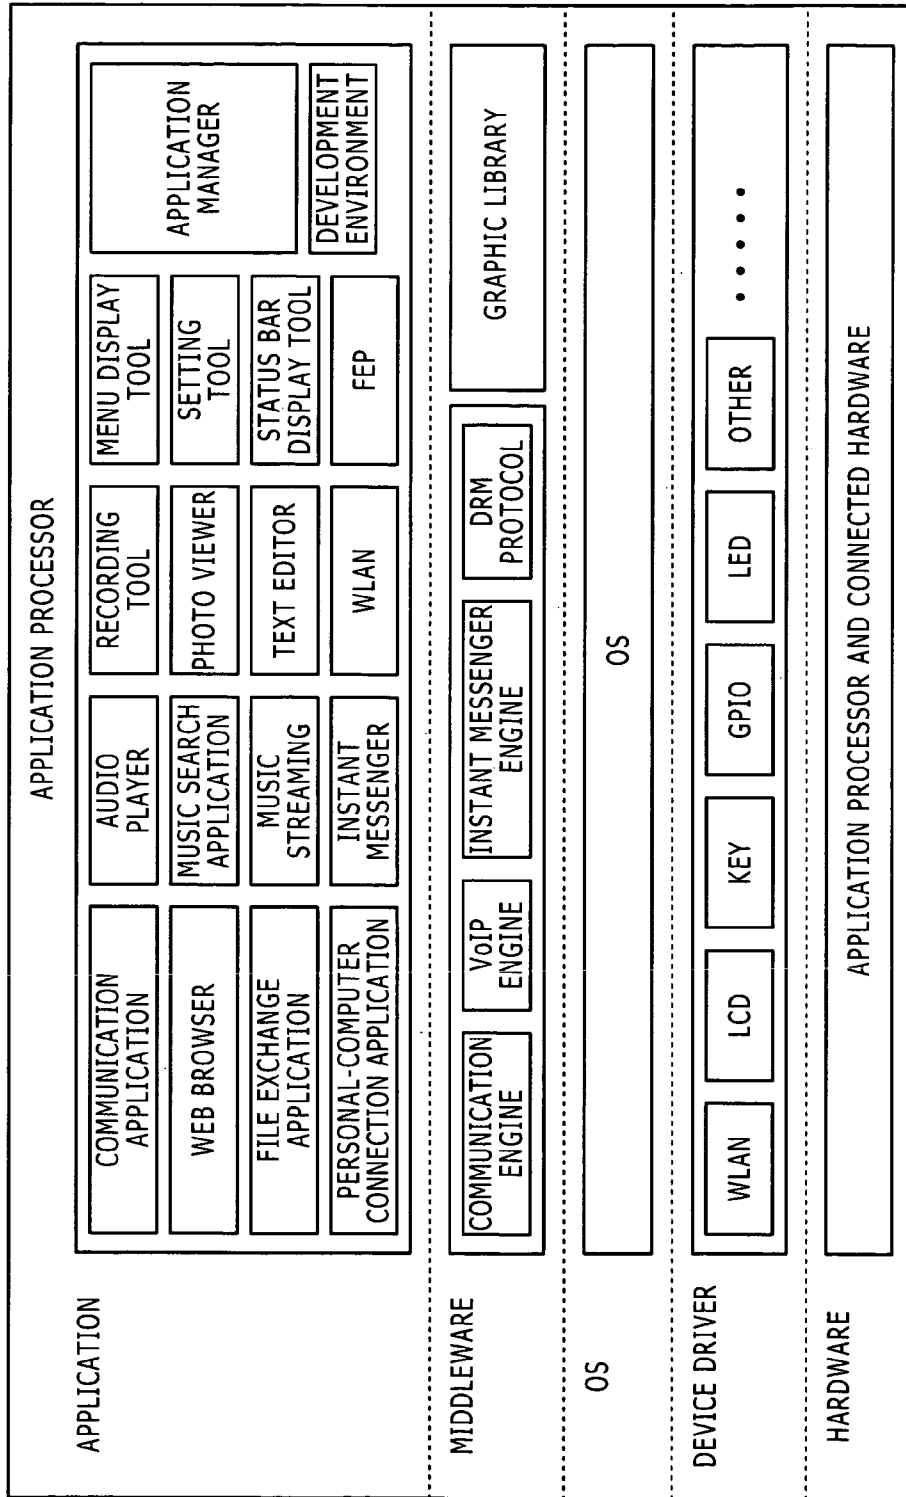 APPLICATION PROCESSOR
APPLICATION
COMMUNICATION
APPLICATION
AUDIO
PLAYER
RECORDING
TOOL
MENU DISPLAY
TOOL
APPLICATION
MANAGER
WEB BROWSER
MUSIC SEARCH
APPLICATION
PHOTO VIEWER
SETTING
TOOL
FILE EXCHANGE
APPLICATION
MUSIC
STREAMING
TEXT EDITOR
STATUS BAR
DISPLAY TOOL
PERSONAL-COMPUTER
CONNECTION APPLICATION
INSTANT
MESSENGER
WLAN
FEP
DEVELOPMENT
ENVIRONMENT
MIDDLEWARE
COMMUNICATION
ENGINE
VoIP
ENGINE
INSTANT MESSENGER
ENGINE
DRM
PROTOCOL
GRAPHIC LIBRARY
OS
OS
DEVICE DRIVER
WLAN
LCD
KEY
GPIO
LED
OTHER
• • • • •
HARDWARE
APPLICATION PROCESSOR AND CONNECTED HARDWARE